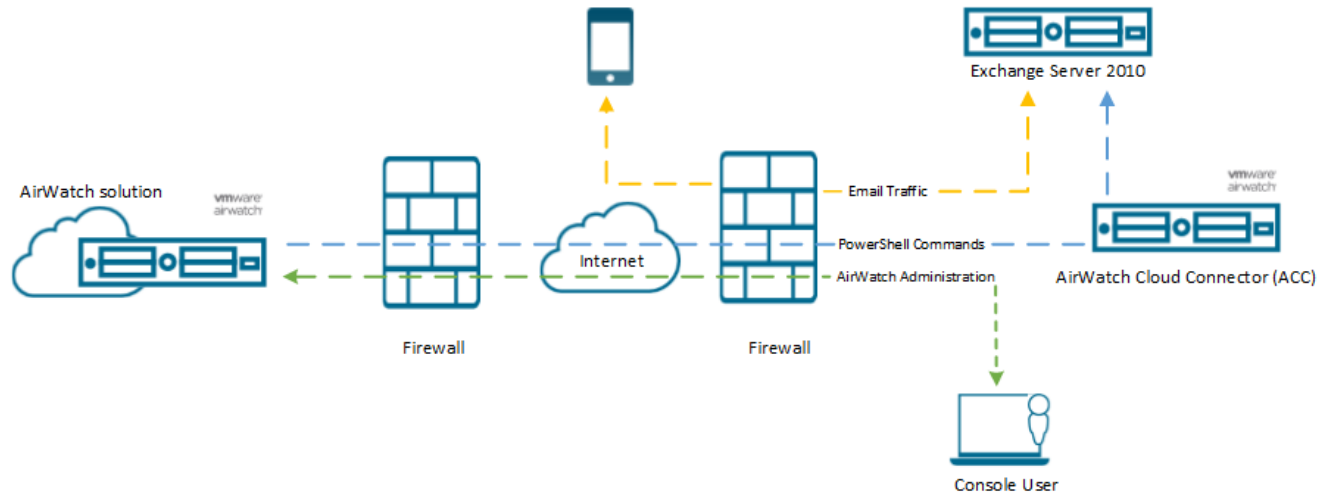 Exchange Server 2010
AirWatch solution
vmware
airwatch
Email Traffic
vmware
airwatch
PowerShell Commands
Internet
AirWatch Administration
AirWatch Cloud Connector (ACC)
Firewall
Firewall
Console User